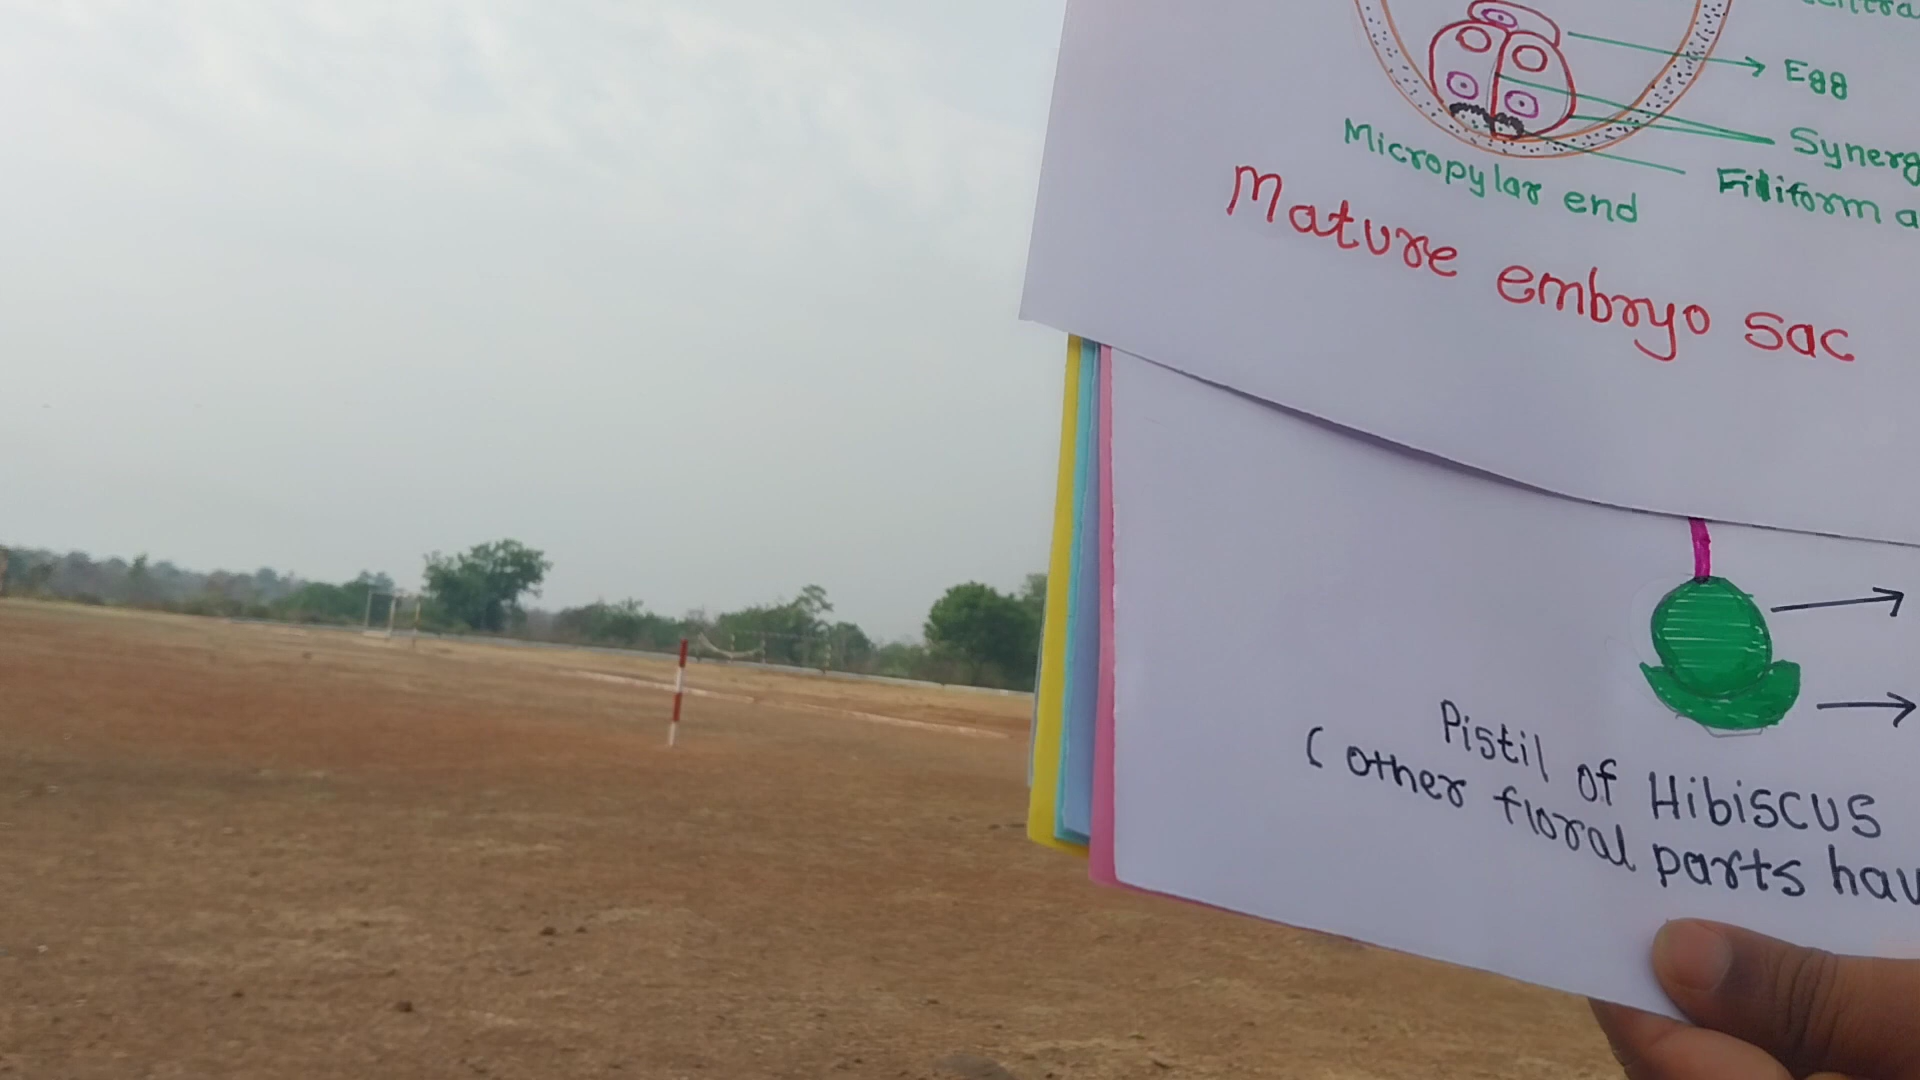 Egg
Synerg
Filiform a
Micropylar end
Mature embryo sac
Pistil of Hibiscus
( other floral parts hav